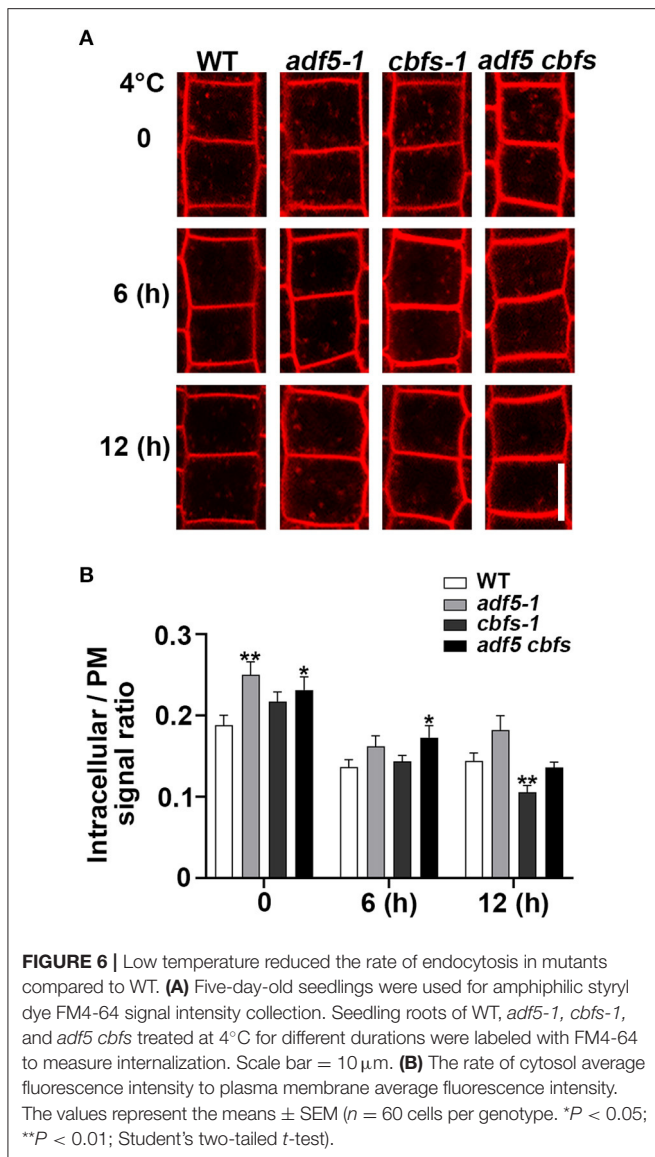 A
WT adf5-1 cbfs-1 adf5 cbfs
4°C
0
6 (h)
12 (h)
B
WT
adf5-1
cbfs-1
adf5 cbfs
Intracellular / PM
signal ratio
0.3
0.2
0.1
0
** * * **
0 6 (h) 12 (h)
FIGURE 6 | Low temperature reduced the rate of endocytosis in mutants
compared to WT. (A) Five-day-old seedlings were used for amphiphilic styryl
dye FM4-64 signal intensity collection. Seedling roots of WT, adf5-1, cbfs-1,
and adf5 cbfs treated at 4°C for different durations were labeled with FM4-64
to measure internalization. Scale bar = 10 μm. (B) The rate of cytosol average
fluorescence intensity to plasma membrane average fluorescence intensity.
The values represent the means ± SEM (n = 60 cells per genotype. *P < 0.05;
**P < 0.01; Student's two-tailed t-test).